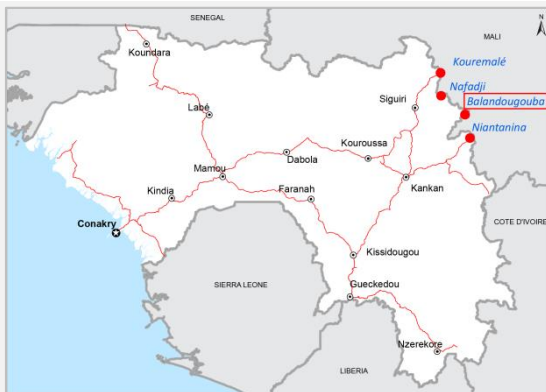 SENEGAL
N
MALI
Koundara
Kouremalé
Nafadji
Siguiri
Balandougouba
Labé
Niantanina
Kouroussa
Dabola
Mamou
Kankan
Kindia
Faranah
COTE D'IVOIRE
Conakry
Kissidougou
SIERRA LEONE
Gueckedou
Nzerekore
LIBERIA